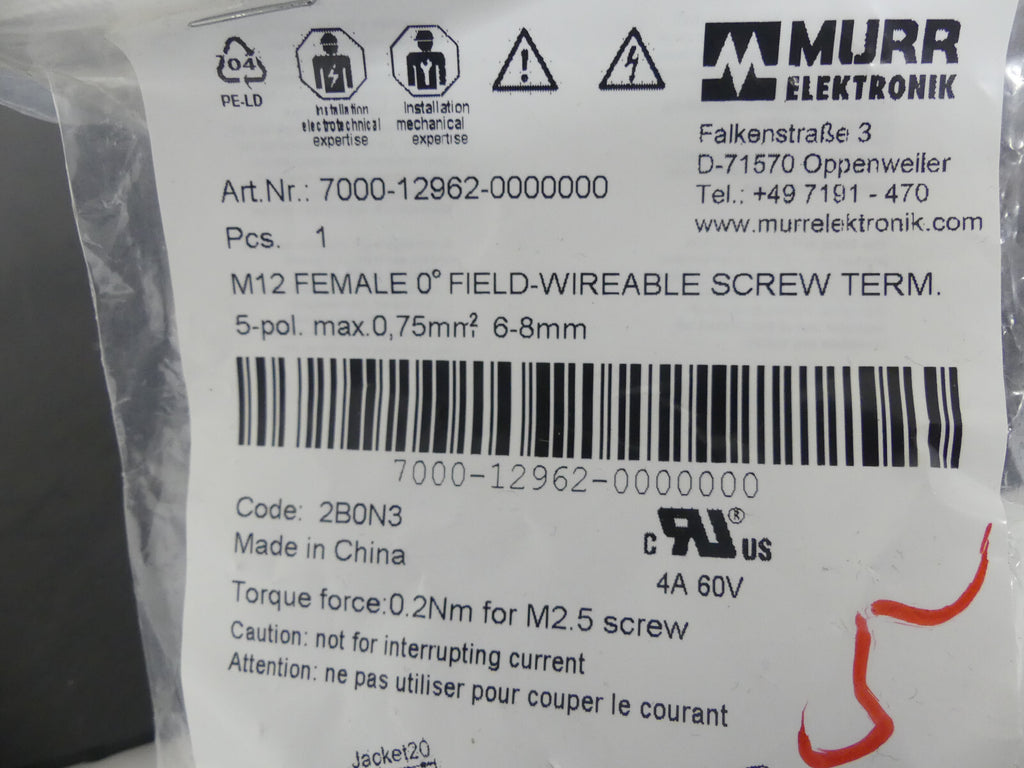 04
PE-LD
Installation
electrotechnical
expertise
Installation
mechanical
expertise
MURR
ELEKTRONIK
Falkenstraße 3
D-71570 Oppenweiler
Tel.: +49 7191 - 470
www.murrelektronik.com
Art.Nr.: 7000-12962-0000000
Pcs. 1
M12 FEMALE 0° FIELD-WIREABLE SCREW TERM.
5-pol. max.0,75mm² 6-8mm
7000-12962-0000000
Code: 2B0N3
Made in China
c RU® US
4A 60V
Torque force:0.2Nm for M2.5 screw
Caution: not for interrupting current
Attention: ne pas utiliser pour couper le courant
5
Jacket20